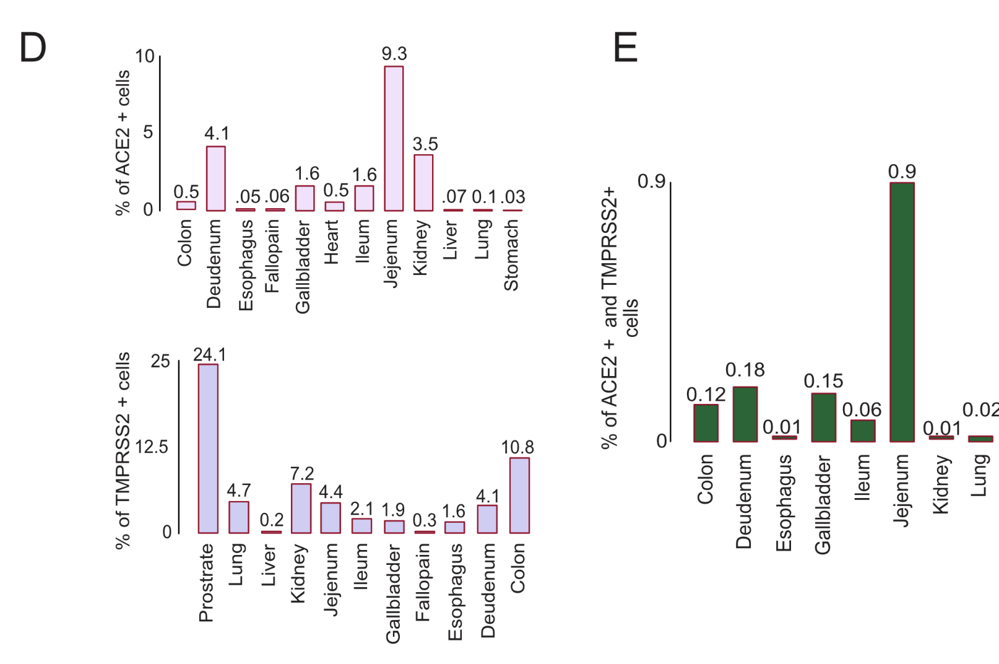 D
% of ACE2 + cells
10
5
0
0.5
4.1
.05
.06
1.6
0.5
1.6
9.3
3.5
.07
0.1
.03
Colon
Deudenum
Esophagus
Fallopain
Gallbladder
Heart
Ileum
Jejenum
Kidney
Liver
Lung
Stomach
% of TMPRSS2 + cells
25
12.5
0
24.1
4.7
0.2
7.2
4.4
2.1
1.9
0.3
1.6
4.1
10.8
Prostrate
Lung
Liver
Kidney
Jejenum
Ileum
Gallbladder
Fallopain
Esophagus
Deudenum
Colon
E
% of ACE2 + and TMPRSS2+
cells
0.9
0
0.12
0.18
0.01
0.15
0.06
0.9
0.01
0.02
Colon
Deudenum
Esophagus
Gallbladder
Ileum
Jejenum
Kidney
Lung